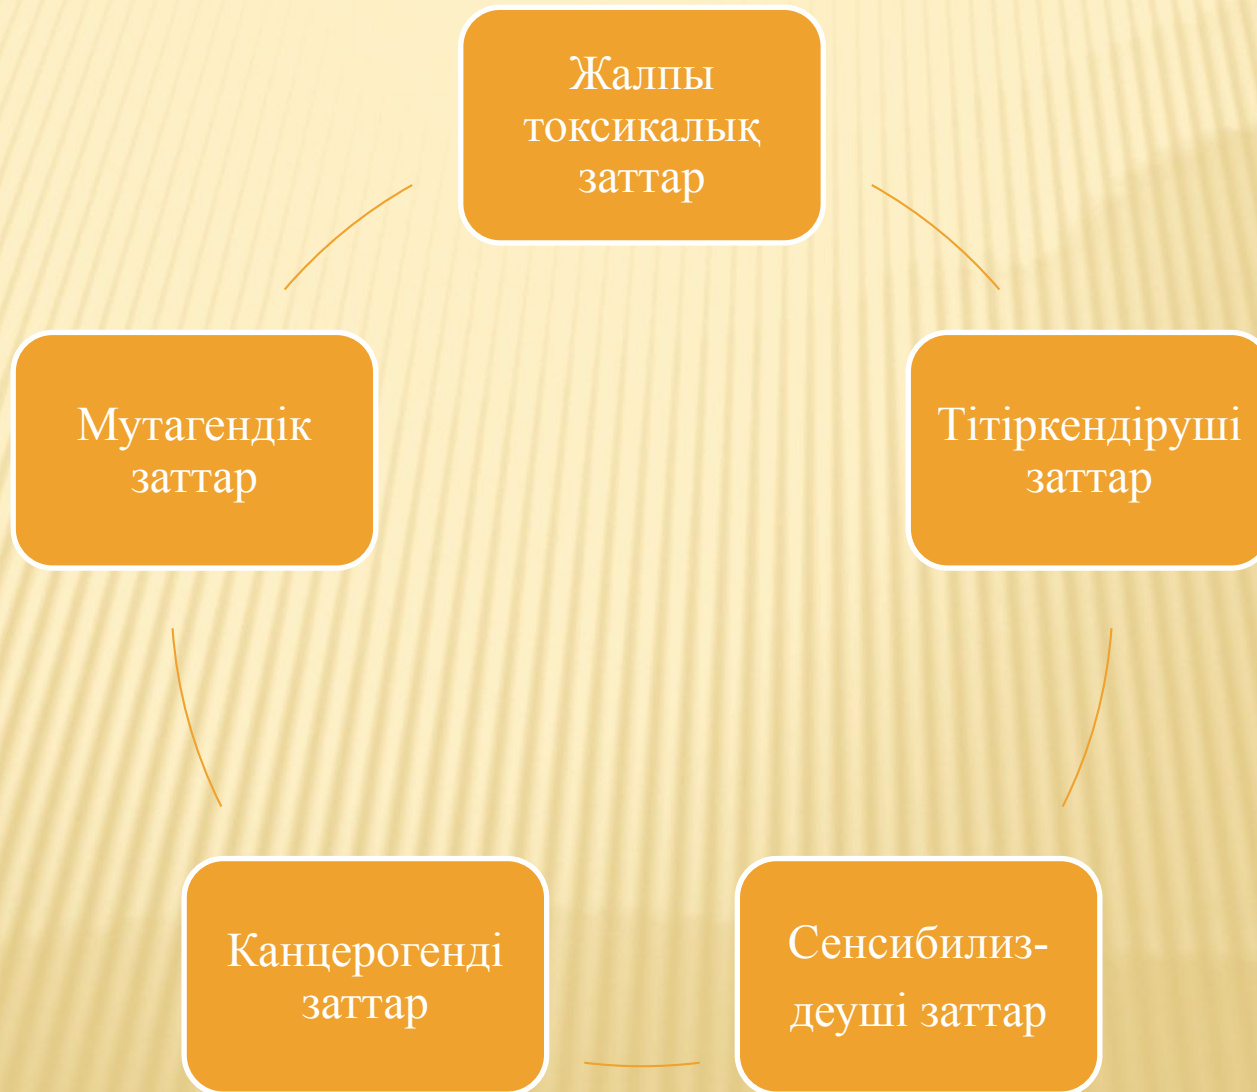 Жалпы
токсикалық
заттар
Мутагендік
заттар
Тітіркендіруші
заттар
Канцерогенді
заттар
Сенсибилиз-
деуші заттар